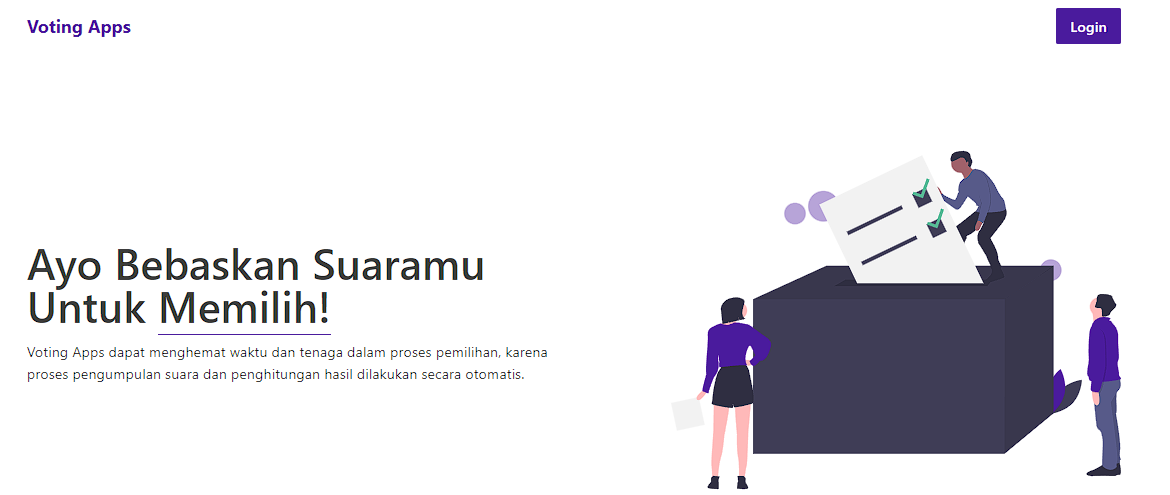 Voting Apps
Login
Ayo Bebaskan Suaramu
Untuk Memilih!
Voting Apps dapat menghemat waktu dan tenaga dalam proses pemilihan, karena
proses pengumpulan suara dan penghitungan hasil dilakukan secara otomatis.